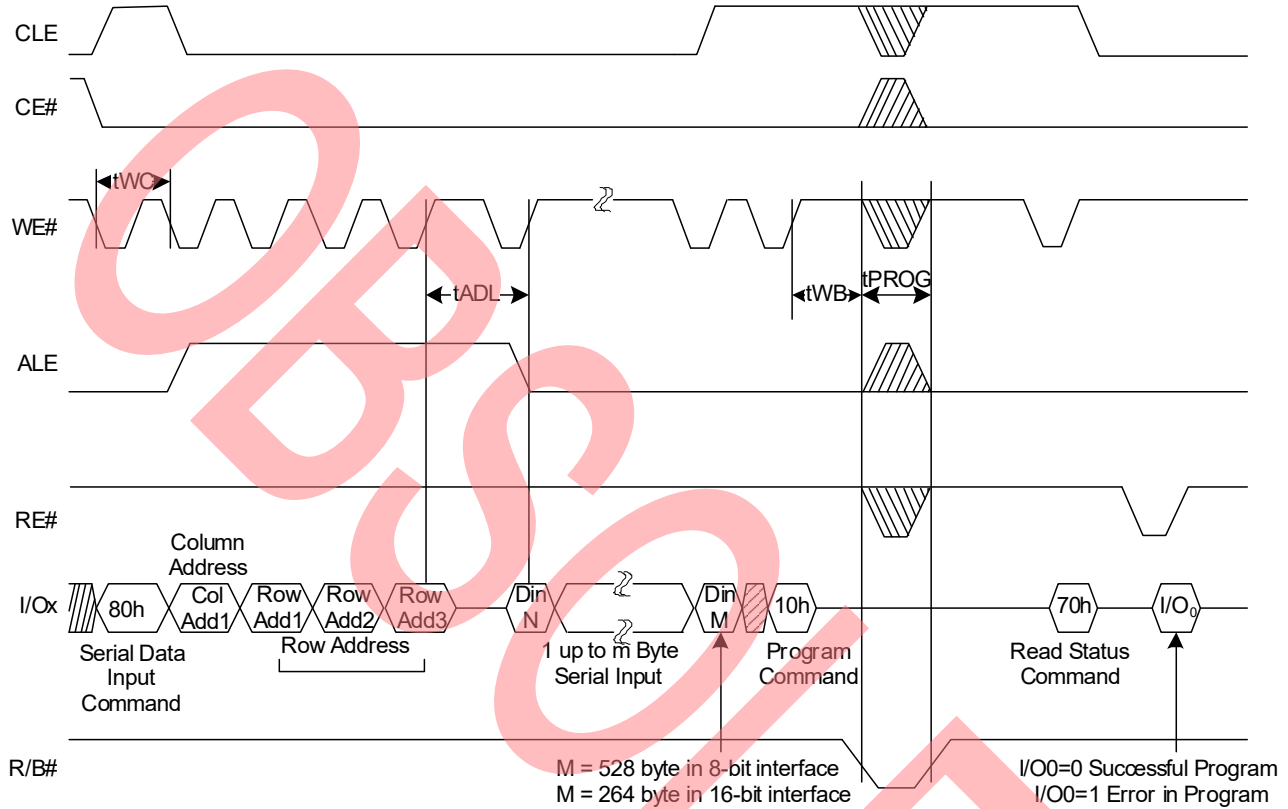 CLE
CE#
tWC
WE#
tADL
tWB
tPROG
ALE
RE#
Column
Address
I/Ox
80h
Col
Add1
Row
Add1
Row
Add2
Row
Add3
Din
N
Din
M
10h
70h
I/O0
Serial Data
Input
Command
Row Address
1 up to m Byte
Serial Input
Program
Command
Read Status
Command
R/B#
M = 528 byte in 8-bit interface
M = 264 byte in 16-bit interface
I/O0=0 Successful Program
I/O0=1 Error in Program